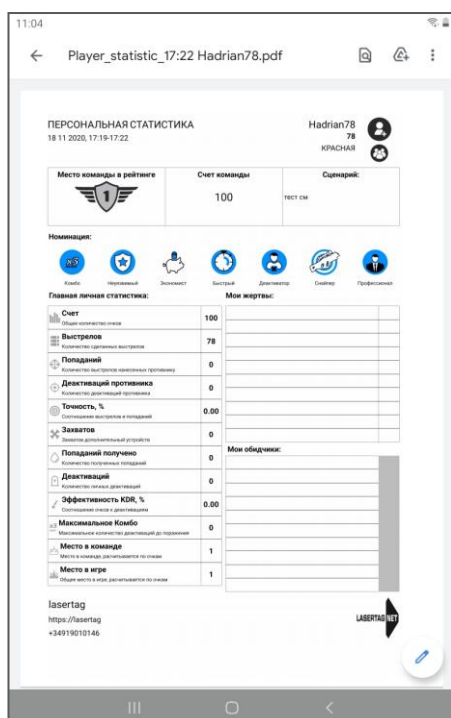 11:04
Player_statistic_17:22 Hadrian78.pdf
ПЕРСОНАЛЬНАЯ СТАТИСТИКА
18 11 2020, 17:19-17:22
Hadrian78
78
КРАСНАЯ
Место команды в рейтинге
Счет команды
Сценарий:
1
100
тест см
Номинация:
x5
Комбо
Неуязвимый
Экономист
Быстрый
Деактиватор
Снайпер
Профессионал
Главная личная статистика:
Мои жертвы:
Счет
Общее количество очков
100
Выстрелов
Количество сделанных выстрелов
78
Попаданий
Количество выстрелов нанесенных противнику
0
Деактиваций противника
Количество деактиваций противника
0
Точность, %
Соотношение выстрелов и попаданий
0.00
Захватов
Захватов дополнительный устройств
0
Попаданий получено
Количество полученных попаданий
0
Мои обидчики:
Деактиваций
Количество личных деактиваций
0
Эффективность KDR, %
Соотношение очков к деактивациям
0.00
x3
Максимальное Комбо
Максимальное количество деактиваций до поражения
0
Место в команде
Место в команде, расчитывается по очкам
1
Место в игре
Общее место в игре, расчитывается по очкам
1
lasertag
https://lasertag
+34919010146
LASERTAG NET